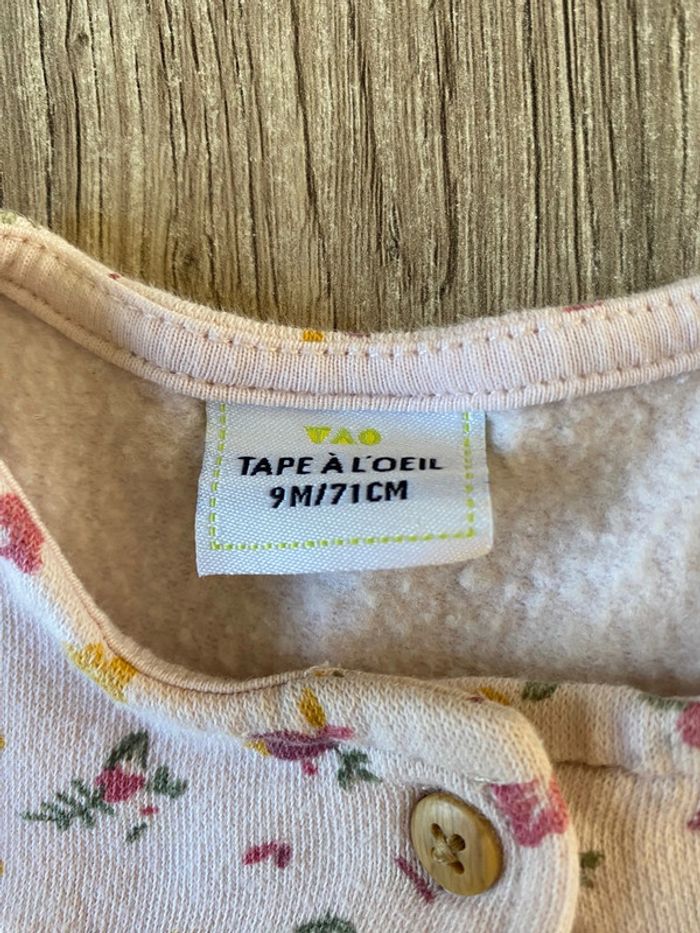 TAO
TAPE À L'OEIL
9M/71CM